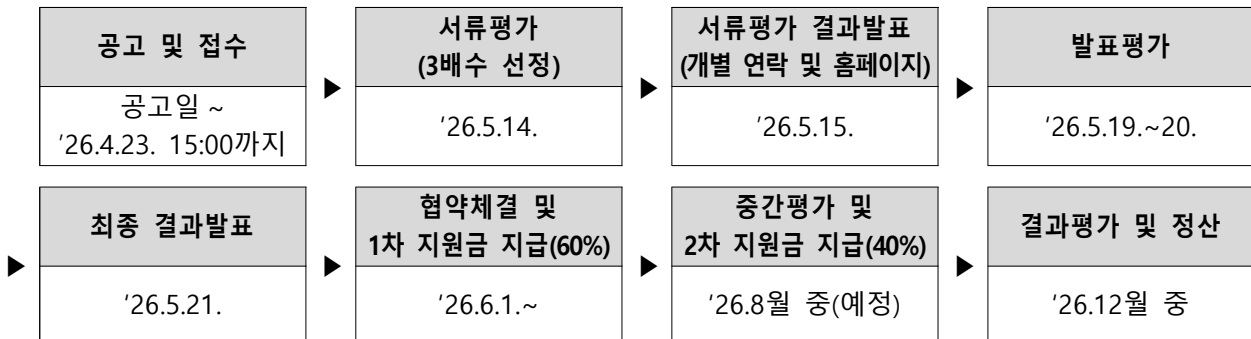 공고 및 접수
공고일 ~
'26.4.23. 15:00까지
▶
서류평가
(3배수 선정)
'26.5.14.
▶
서류평가 결과발표
(개별 연락 및 홈페이지)
'26.5.15.
▶
발표평가
'26.5.19.~20.
▶
최종 결과발표
'26.5.21.
▶
협약체결 및
1차 지원금 지급(60%)
'26.6.1.~
▶
중간평가 및
2차 지원금 지급(40%)
'26.8월 중(예정)
▶
결과평가 및 정산
'26.12월 중